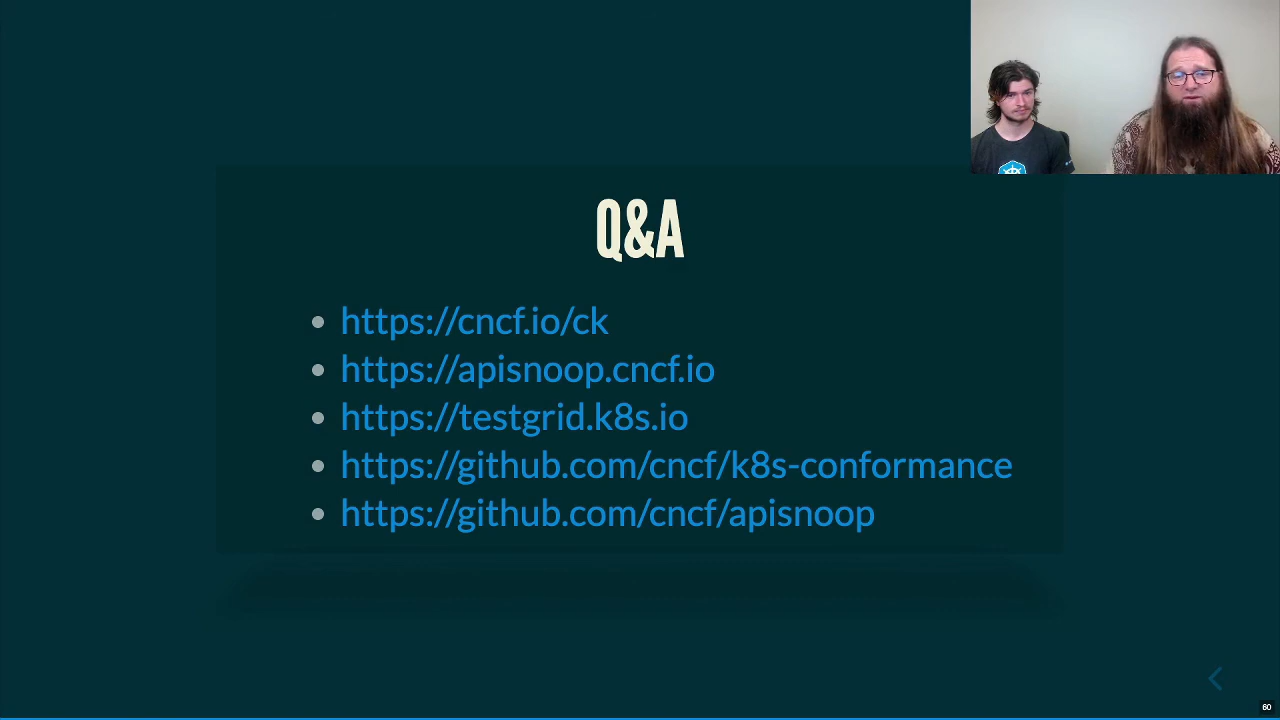 Q&A
https://cncf.io/ck
https://apisnoop.cncf.io
https://testgrid.k8s.io
https://github.com/cncf/k8s-conformance
https://github.com/cncf/apisnoop
60